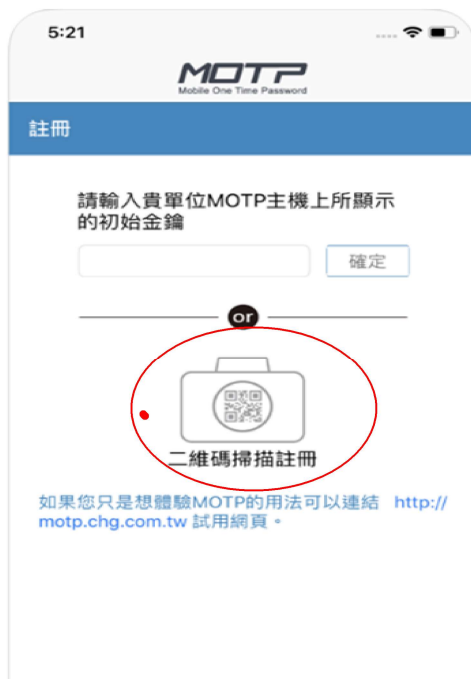 5:21
MOTP
Mobile One Time Password
註冊
請輸入貴單位MOTP主機上所顯示
的初始金鑰
確定
or
二維碼掃描註冊
如果您只是想體驗MOTP的用法可以連結 http://
motp.chg.com.tw 試用網頁。